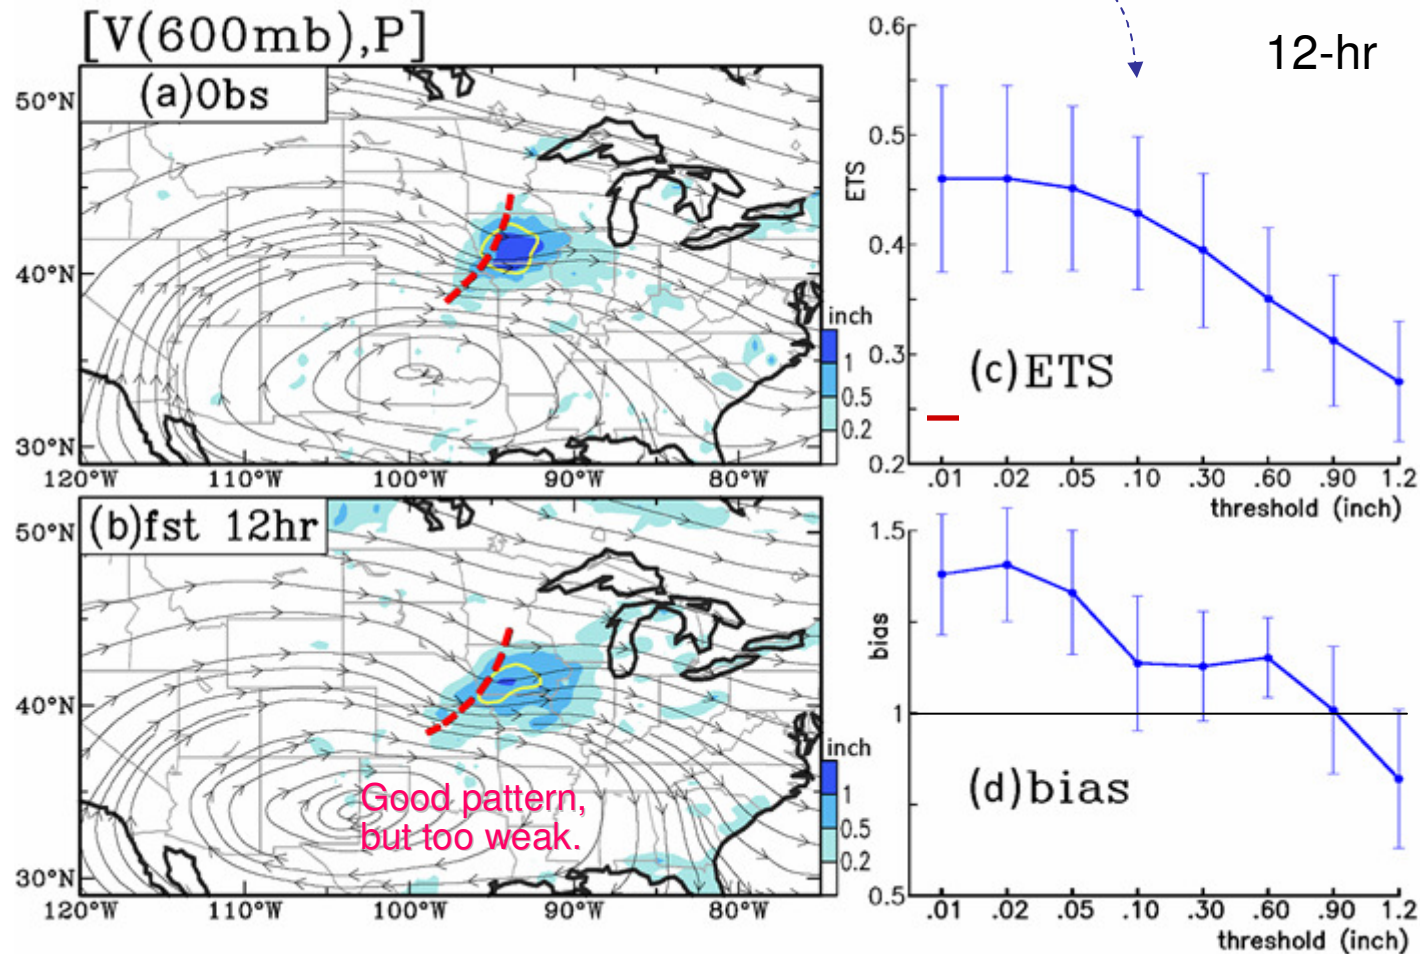 [V(600mb),P]
(a)Obs
50°N
40°N
30°N
120°W 110°W 100°W 90°W 80°W
inch
1
0.5
0.2
(b)fst 12hr
50°N
40°N
30°N
Good pattern,
but too weak.
120°W 110°W 100°W 90°W 80°W
inch
1
0.5
0.2
12-hr
0.6
0.5
0.4
0.3
0.2
ETS
(c)ETS
.01 .02 .05 .10 .30 .60 .90 1.2
threshold (inch)
1.5
1
0.5
bias
(d)bias
.01 .02 .05 .10 .30 .60 .90 1.2
threshold (inch)